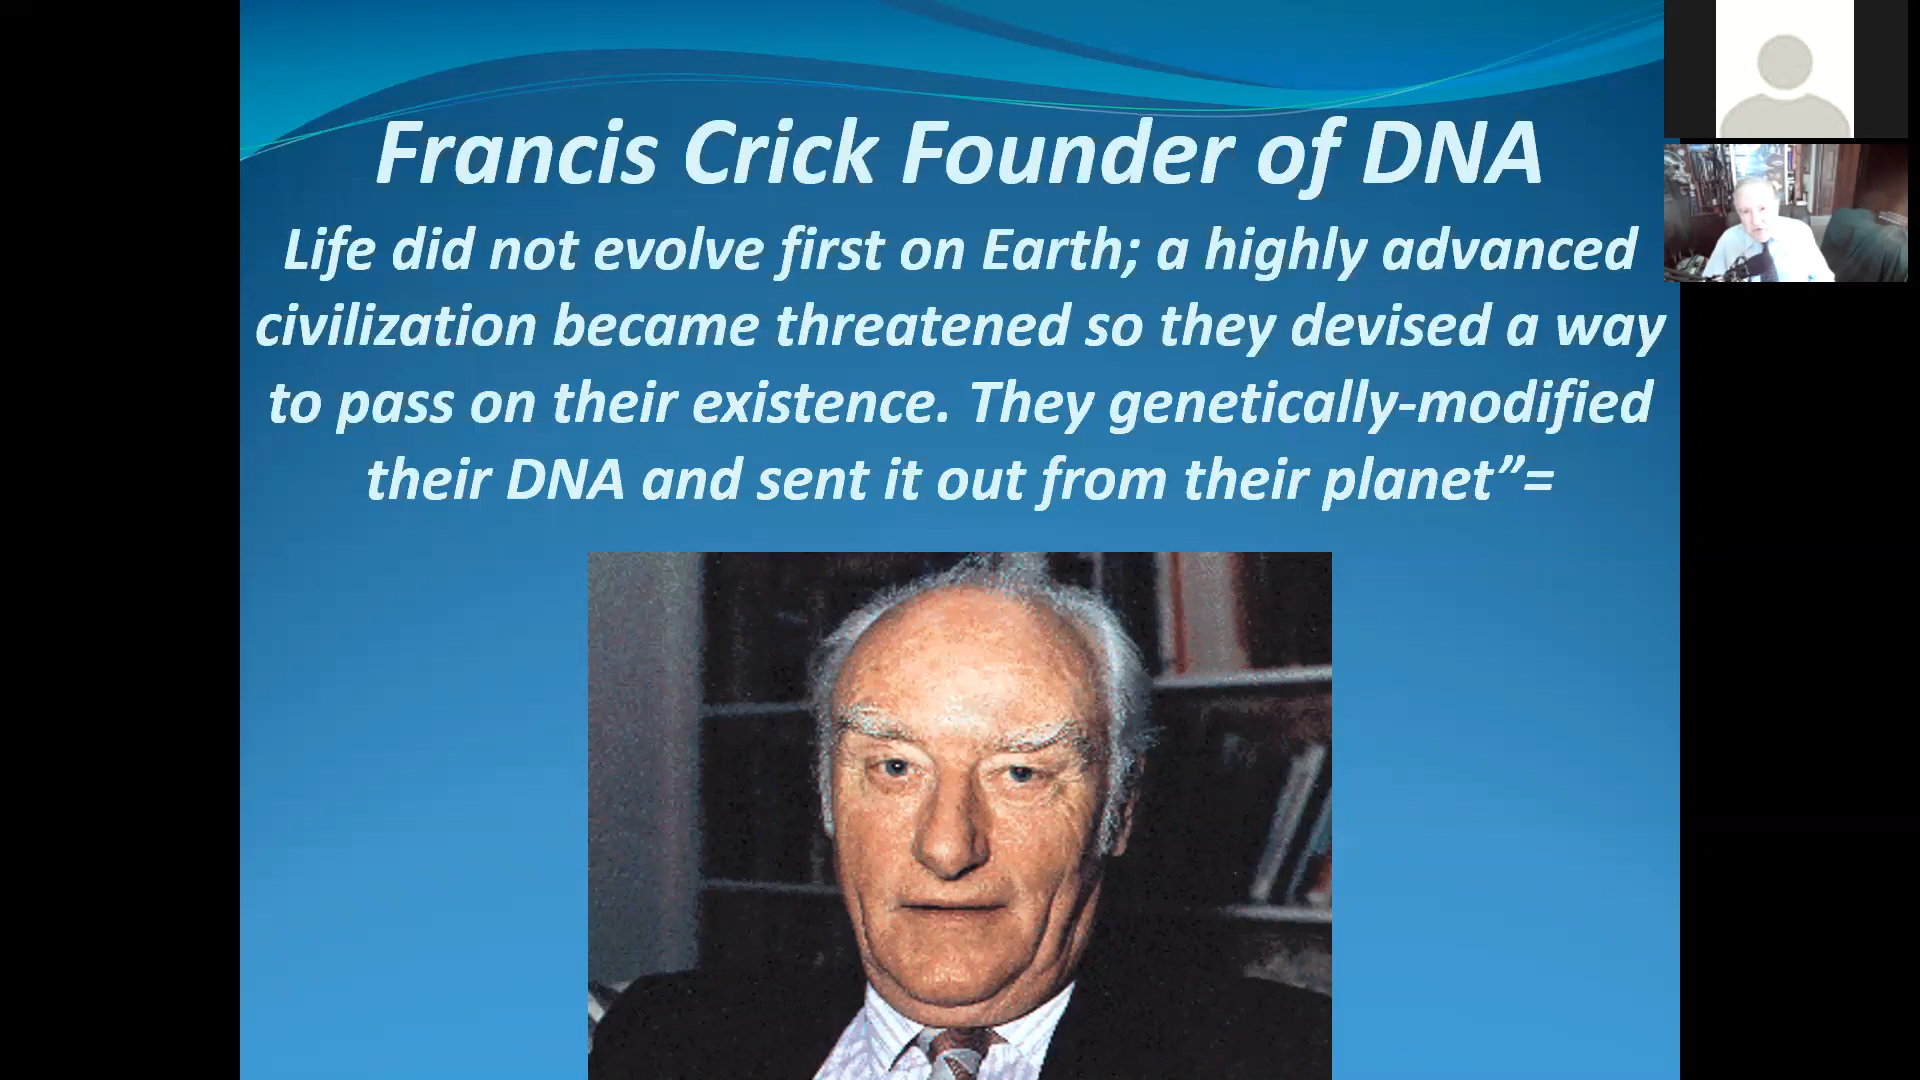 Francis Crick Founder of DNA
Life did not evolve first on Earth; a highly advanced
civilization became threatened so they devised a way
to pass on their existence. They genetically-modified
their DNA and sent it out from their planet”=